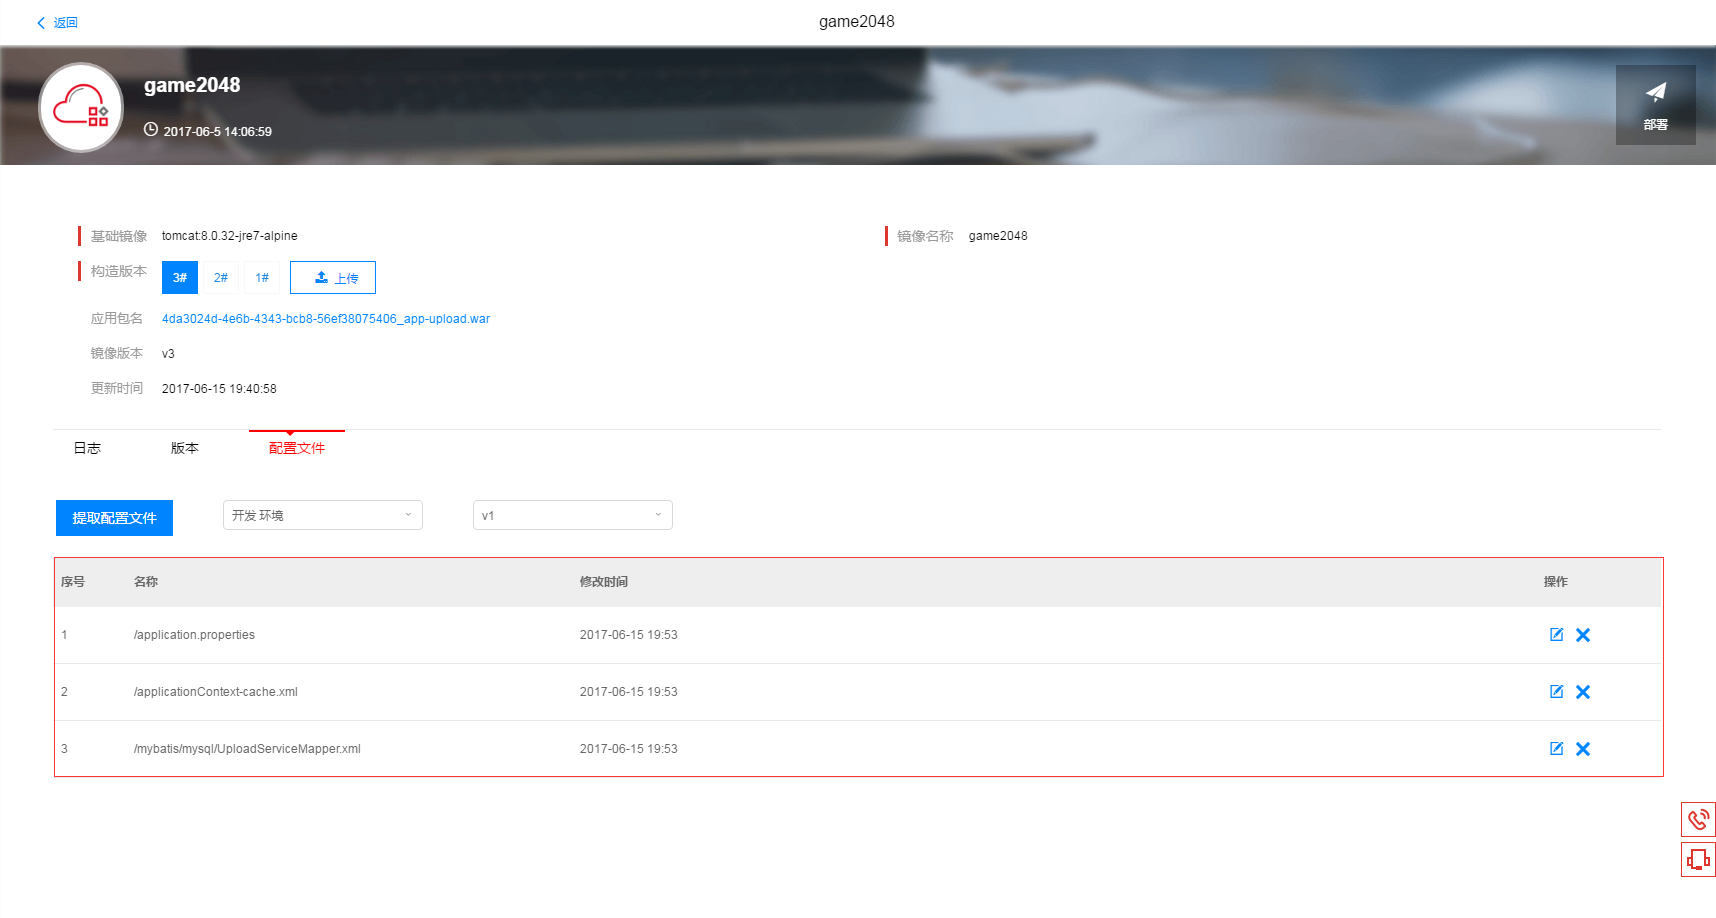 返回
game2048
game2048
2017-06-5 14:06:59
部署
基础镜像 tomcat:8.0.32-jre7-alpine
镜像名称 game2048
构造版本 3# 2# 1# 上传
应用包名 4da3024d-4e6b-4343-bcb8-56ef38075406_app-upload.war
镜像版本 v3
更新时间 2017-06-15 19:40:58
日志 版本 配置文件
提取配置文件 开发 环境 v1
序号 名称 修改时间 操作
1 /application.properties 2017-06-15 19:53
2 /applicationContext-cache.xml 2017-06-15 19:53
3 /mybatis/mysql/UploadServiceMapper.xml 2017-06-15 19:53